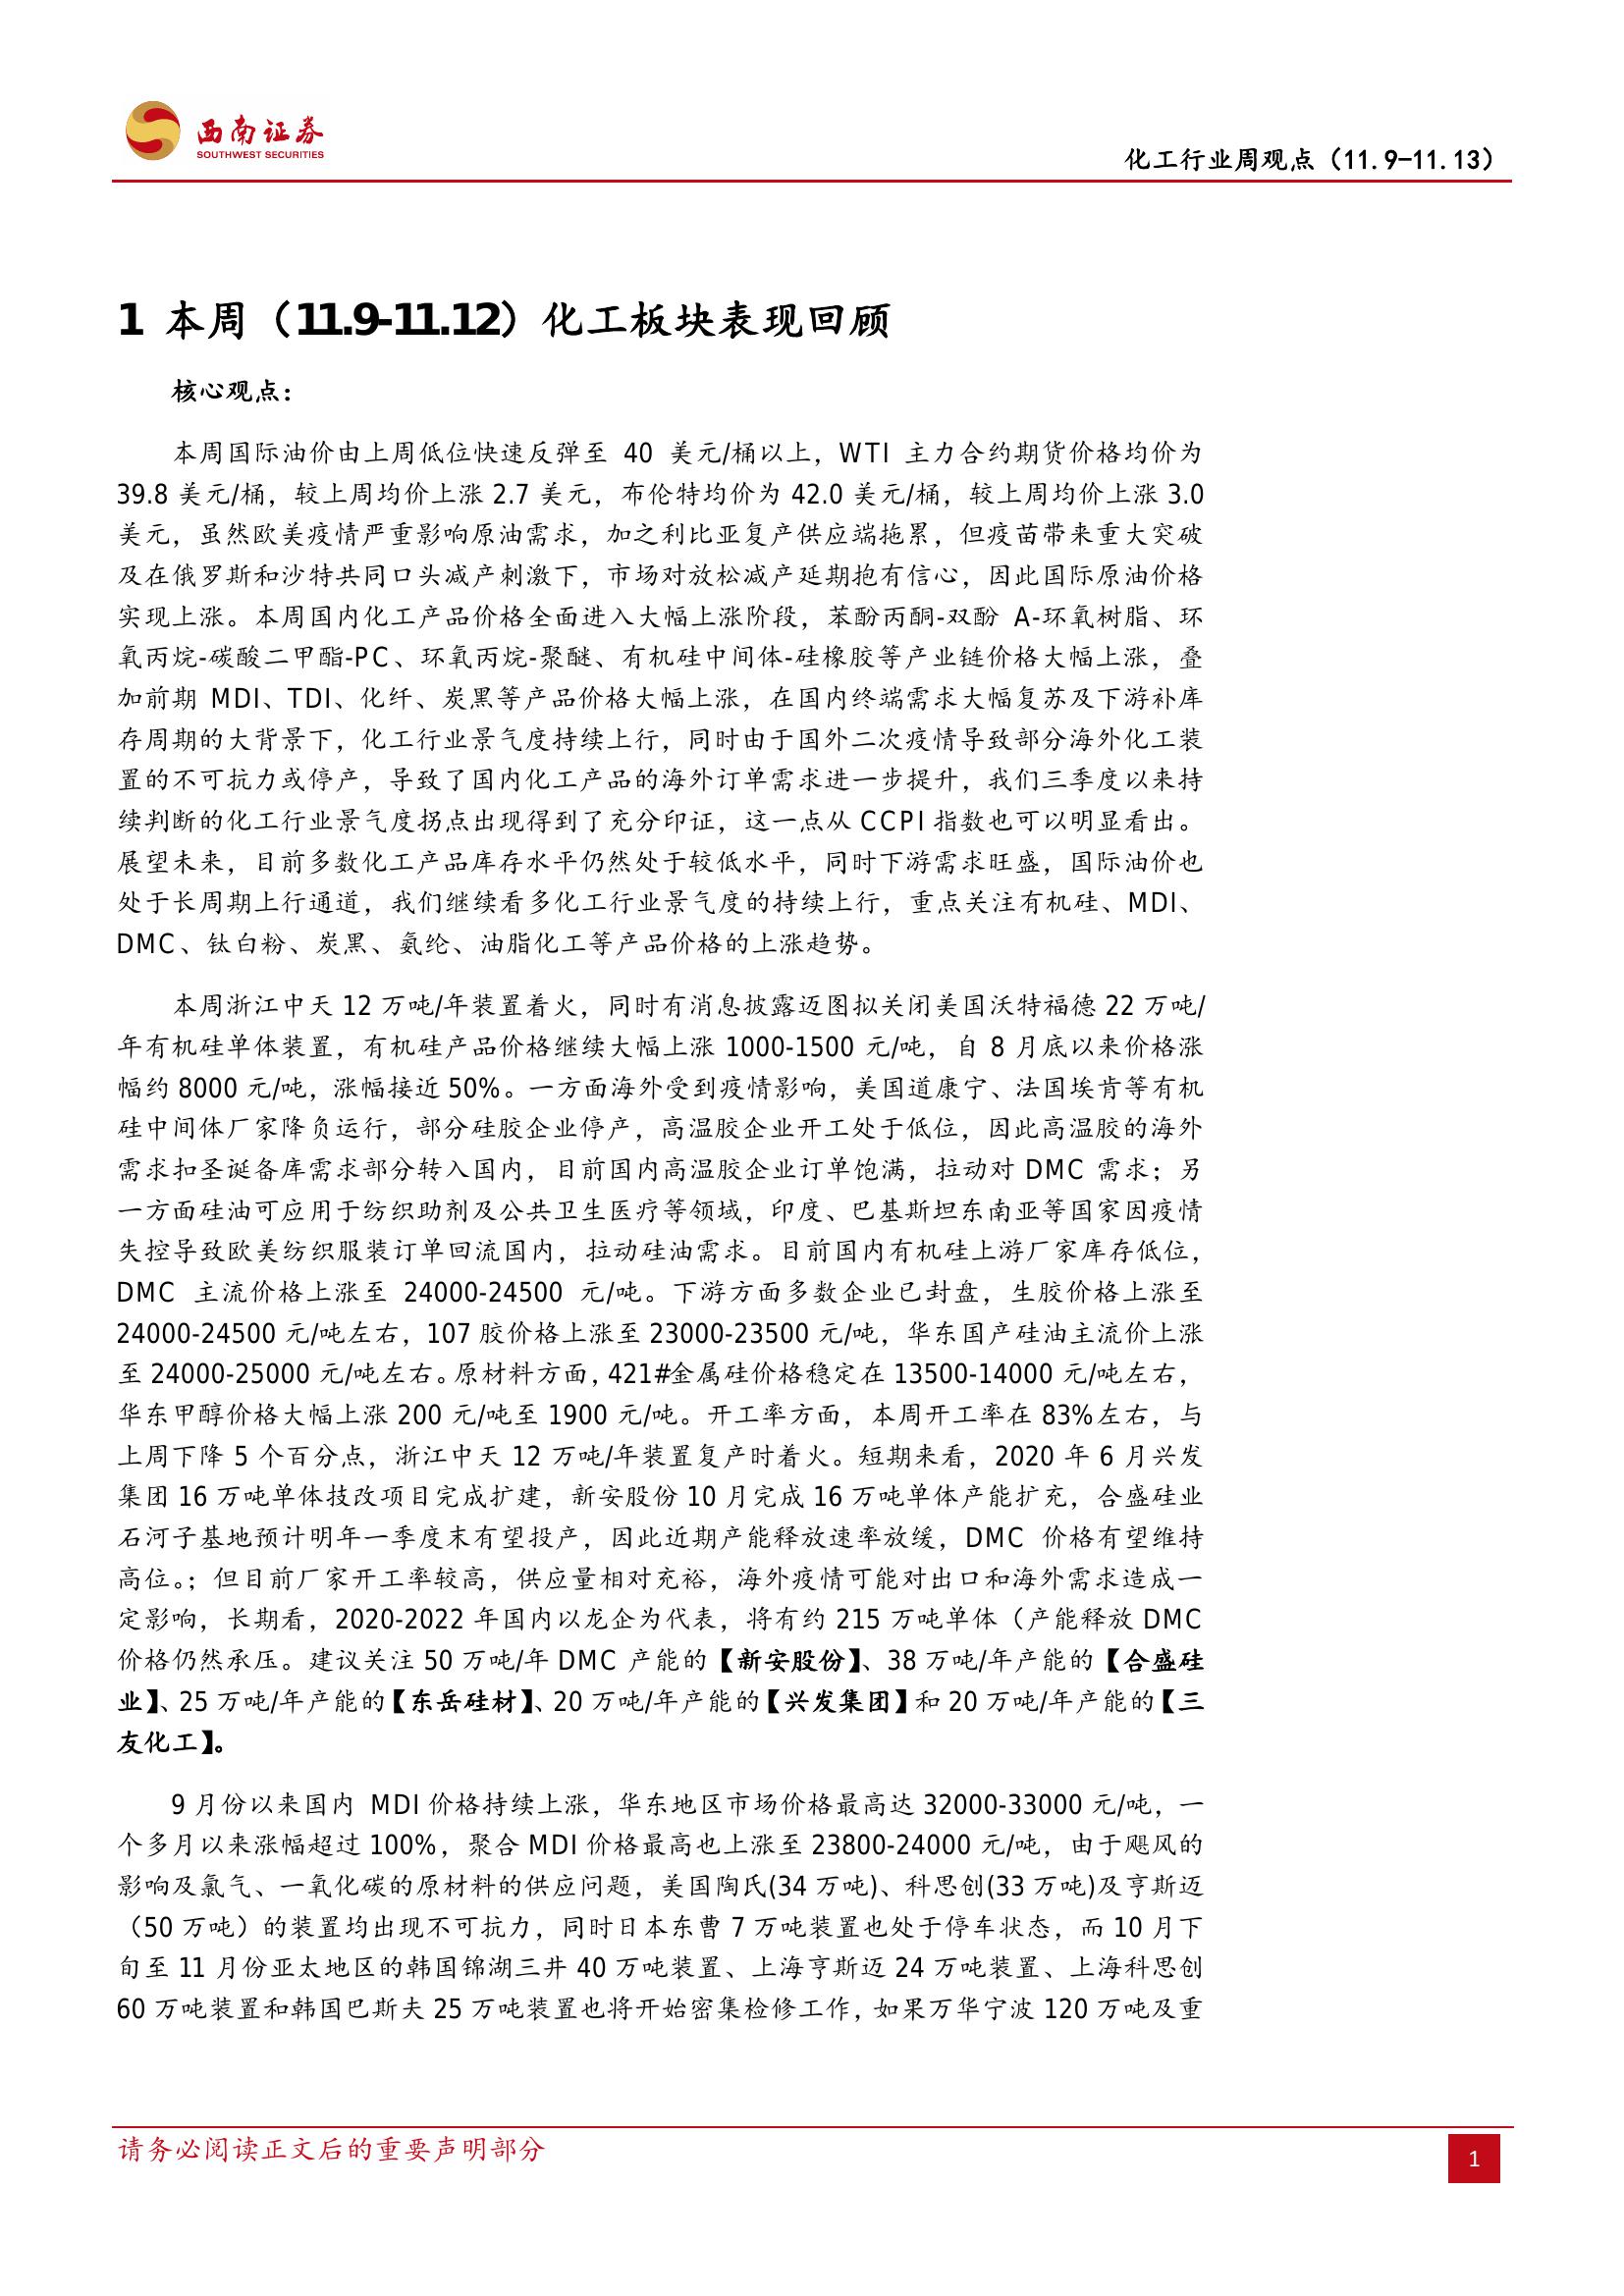 西南证券
SOUTHWEST SECURITIES
化工行业周观点（11.9-11.13）
1 本周（11.9-11.12）化工板块表现回顾
核心观点：
本周国际油价由上周低位快速反弹至 40 美元/桶以上，WTI 主力合约期货价格均价为
39.8 美元/桶，较上周均价上涨 2.7 美元，布伦特均价为 42.0 美元/桶，较上周均价上涨 3.0
美元，虽然欧美疫情严重影响原油需求，加之利比亚复产供应端拖累，但疫苗带来重大突破
及在俄罗斯和沙特共同口头减产刺激下，市场对放松减产延期抱有信心，因此国际原油价格
实现上涨。本周国内化工产品价格全面进入大幅上涨阶段，苯酚丙酮-双酚 A-环氧树脂、环
氧丙烷-碳酸二甲酯-PC、环氧丙烷-聚醚、有机硅中间体-硅橡胶等产业链价格大幅上涨，叠
加前期 MDI、TDI、化纤、炭黑等产品价格大幅上涨，在国内终端需求大幅复苏及下游补库
存周期的大背景下，化工行业景气度持续上行，同时由于国外二次疫情导致部分海外化工装
置的不可抗力或停产，导致了国内化工产品的海外订单需求进一步提升，我们三季度以来持
续判断的化工行业景气度拐点出现得到了充分印证，这一点从 CCPI 指数也可以明显看出。
展望未来，目前多数化工产品库存水平仍然处于较低水平，同时下游需求旺盛，国际油价也
处于长周期上行通道，我们继续看多化工行业景气度的持续上行，重点关注有机硅、MDI、
DMC、钛白粉、炭黑、氨纶、油脂化工等产品价格的上涨趋势。
本周浙江中天 12 万吨/年装置着火，同时有消息披露迈图拟关闭美国沃特福德 22 万吨/
年有机硅单体装置，有机硅产品价格继续大幅上涨 1000-1500 元/吨，自 8 月底以来价格涨
幅约 8000 元/吨，涨幅接近 50%。一方面海外受到疫情影响，美国道康宁、法国埃肯等有机
硅中间体厂家降负运行，部分硅胶企业停产，高温胶企业开工处于低位，因此高温胶的海外
需求扣圣诞备库需求部分转入国内，目前国内高温胶企业订单饱满，拉动对 DMC 需求；另
一方面硅油可应用于纺织助剂及公共卫生医疗等领域，印度、巴基斯坦东南亚等国家因疫情
失控导致欧美纺织服装订单回流国内，拉动硅油需求。目前国内有机硅上游厂家库存低位，
DMC 主流价格上涨至 24000-24500 元/吨。下游方面多数企业已封盘，生胶价格上涨至
24000-24500 元/吨左右，107 胶价格上涨至 23000-23500 元/吨，华东国产硅油主流价上涨
至 24000-25000 元/吨左右。原材料方面，421#金属硅价格稳定在 13500-14000 元/吨左右，
华东甲醇价格大幅上涨 200 元/吨至 1900 元/吨。开工率方面，本周开工率在 83%左右，与
上周下降 5 个百分点，浙江中天 12 万吨/年装置复产时着火。短期来看，2020 年 6 月兴发
集团 16 万吨单体技改项目完成扩建，新安股份 10 月完成 16 万吨单体产能扩充，合盛硅业
石河子基地预计明年一季度末有望投产，因此近期产能释放速率放缓，DMC 价格有望维持
高位。；但目前厂家开工率较高，供应量相对充裕，海外疫情可能对出口和海外需求造成一
定影响，长期看，2020-2022 年国内以龙企为代表，将有约 215 万吨单体（产能释放 DMC
价格仍然承压。建议关注 50 万吨/年 DMC 产能的【新安股份】、38 万吨/年产能的【合盛硅
业】、25 万吨/年产能的【东岳硅材】、20 万吨/年产能的【兴发集团】和 20 万吨/年产能的【三
友化工】。
9 月份以来国内 MDI 价格持续上涨，华东地区市场价格最高达 32000-33000 元/吨，一
个多月以来涨幅超过 100%，聚合 MDI 价格最高也上涨至 23800-24000 元/吨，由于飓风的
影响及氯气、一氧化碳的原材料的供应问题，美国陶氏(34 万吨)、科思创(33 万吨)及亨斯迈
（50 万吨）的装置均出现不可抗力，同时日本东曹 7 万吨装置也处于停车状态，而 10 月下
旬至 11 月份亚太地区的韩国锦湖三井 40 万吨装置、上海亨斯迈 24 万吨装置、上海科思创
60 万吨装置和韩国巴斯夫 25 万吨装置也将开始密集检修工作，如果万华宁波 120 万吨及重
请务必阅读正文后的重要声明部分
1